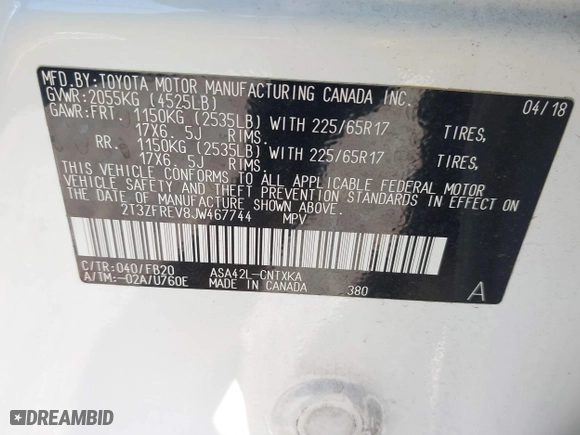 MFD. BY: TOYOTA MOTOR MANUFACTURING CANADA INC.
GVWR: 2055KG (4525LB) 04/18
GAWR: FRT. 1150KG (2535LB) WITH 225/65R17 TIRES,
17X6. 5J RIMS.
RR. 1150KG (2535LB) WITH 225/65R17 TIRES,
17X6. 5J RIMS.
THIS VEHICLE CONFORMS TO ALL APPLICABLE FEDERAL MOTOR
VEHICLE SAFETY AND THEFT PREVENTION STANDARDS IN EFFECT ON
THE DATE OF MANUFACTURE SHOWN ABOVE.
2T3ZFREV8JW467744 MPV
C/TR: 040/FB20 ASA42L-CNTXKA
A/TM: -02A/U760E MADE IN CANADA 380 A
DREAMBID